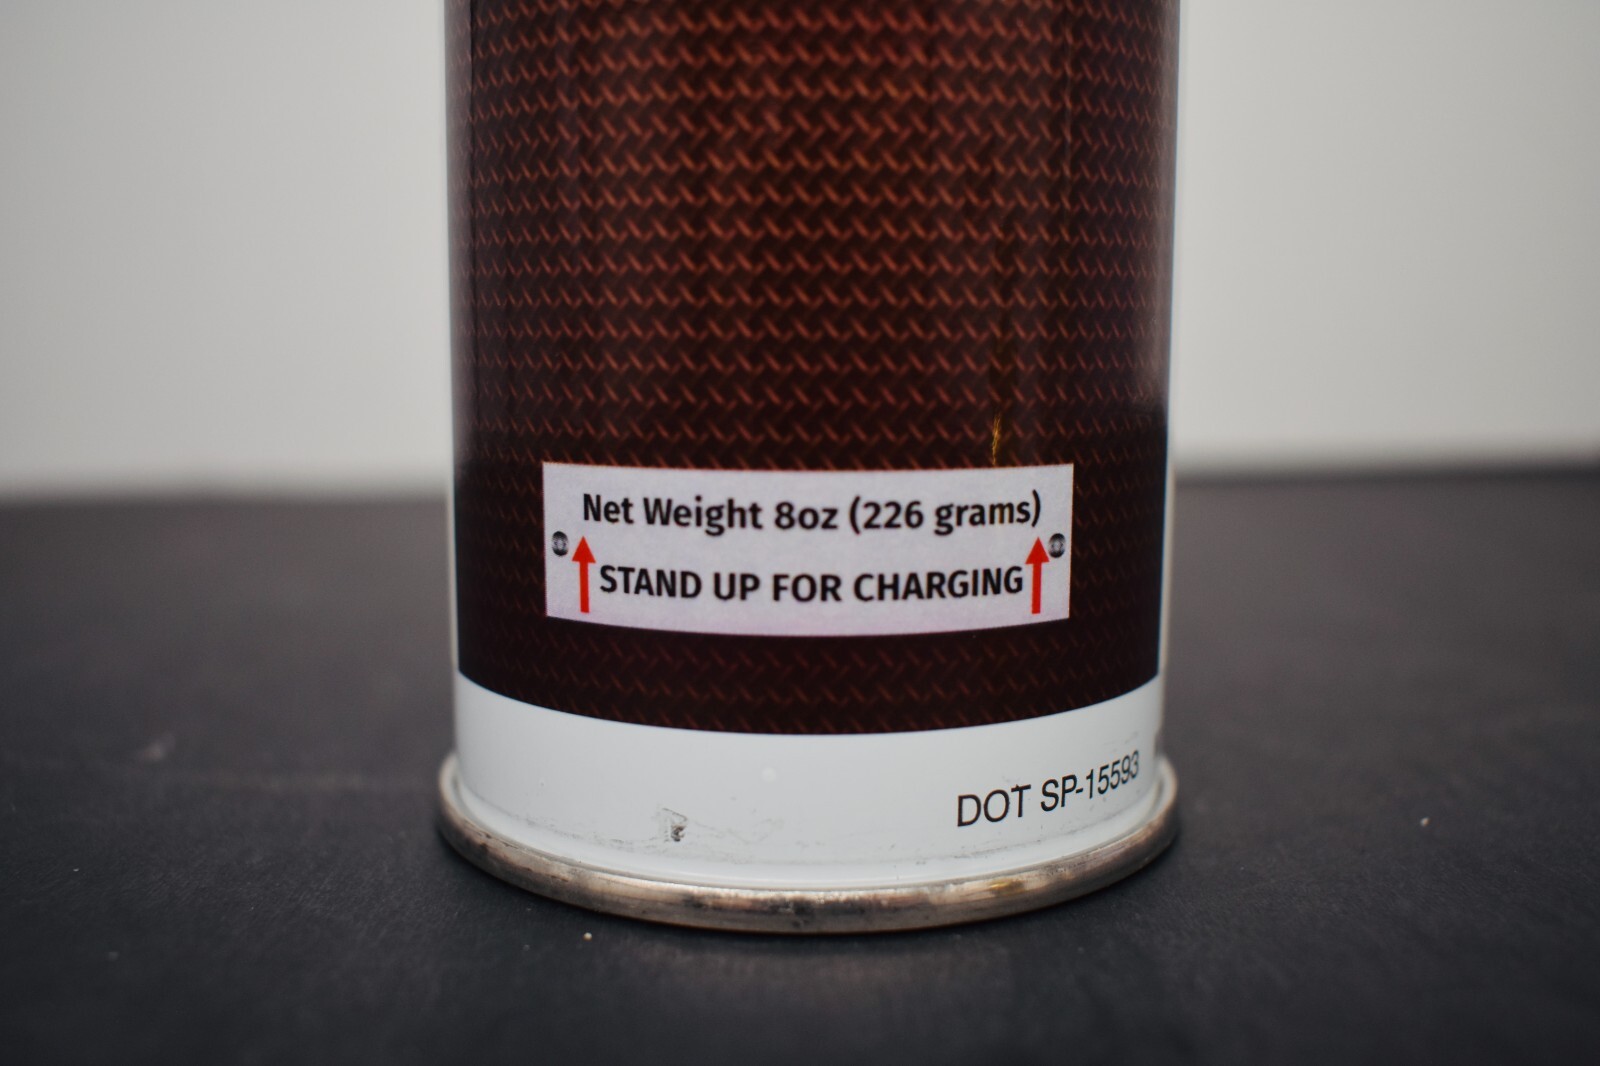 Net Weight 8oz (226 grams)
STAND UP FOR CHARGING
DOT SP-15593